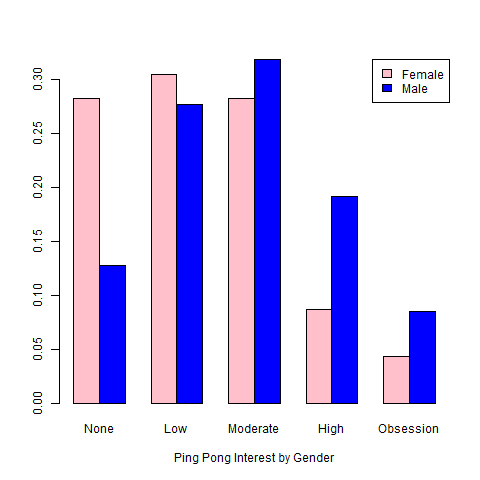 Female
Male
0.30
0.25
0.20
0.15
0.10
0.05
0.00
None Low Moderate High Obsession
Ping Pong Interest by Gender